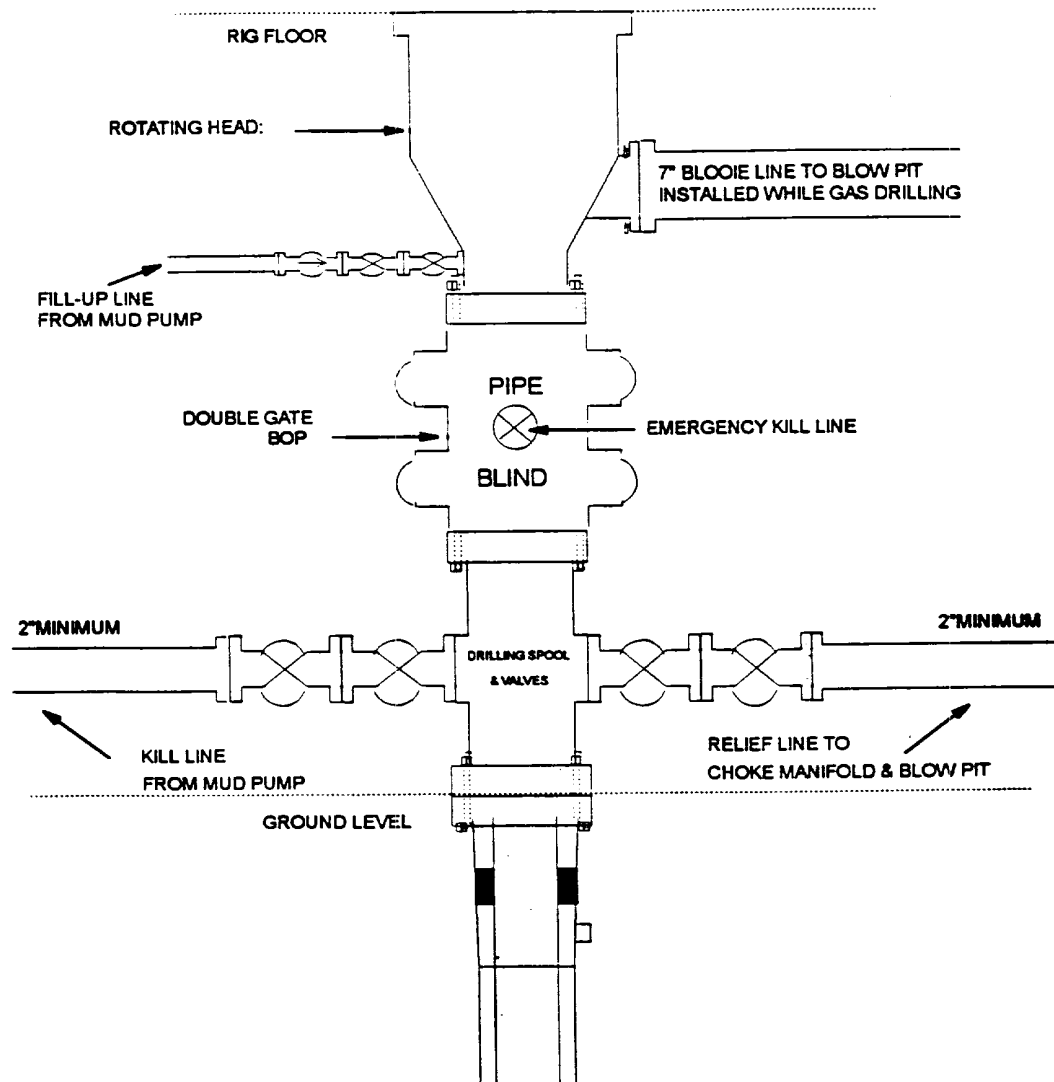 RIG FLOOR
ROTATING HEAD:
7" BLOOIE LINE TO BLOW PIT
INSTALLED WHILE GAS DRILLING
FILL-UP LINE
FROM MUD PUMP
PIPE
DOUBLE GATE
BOP
EMERGENCY KILL LINE
BLIND
2"MINIMUM
2"MINIMUM
DRILLING SPOOL
& VALVES
KILL LINE
FROM MUD PUMP
RELIEF LINE TO
CHOKE MANIFOLD & BLOW PIT
GROUND LEVEL